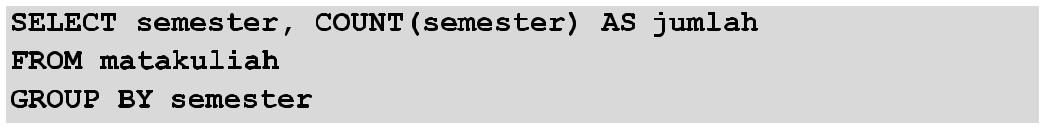 SELECT semester, COUNT(semester) AS jumlah
FROM matakuliah
GROUP BY semester